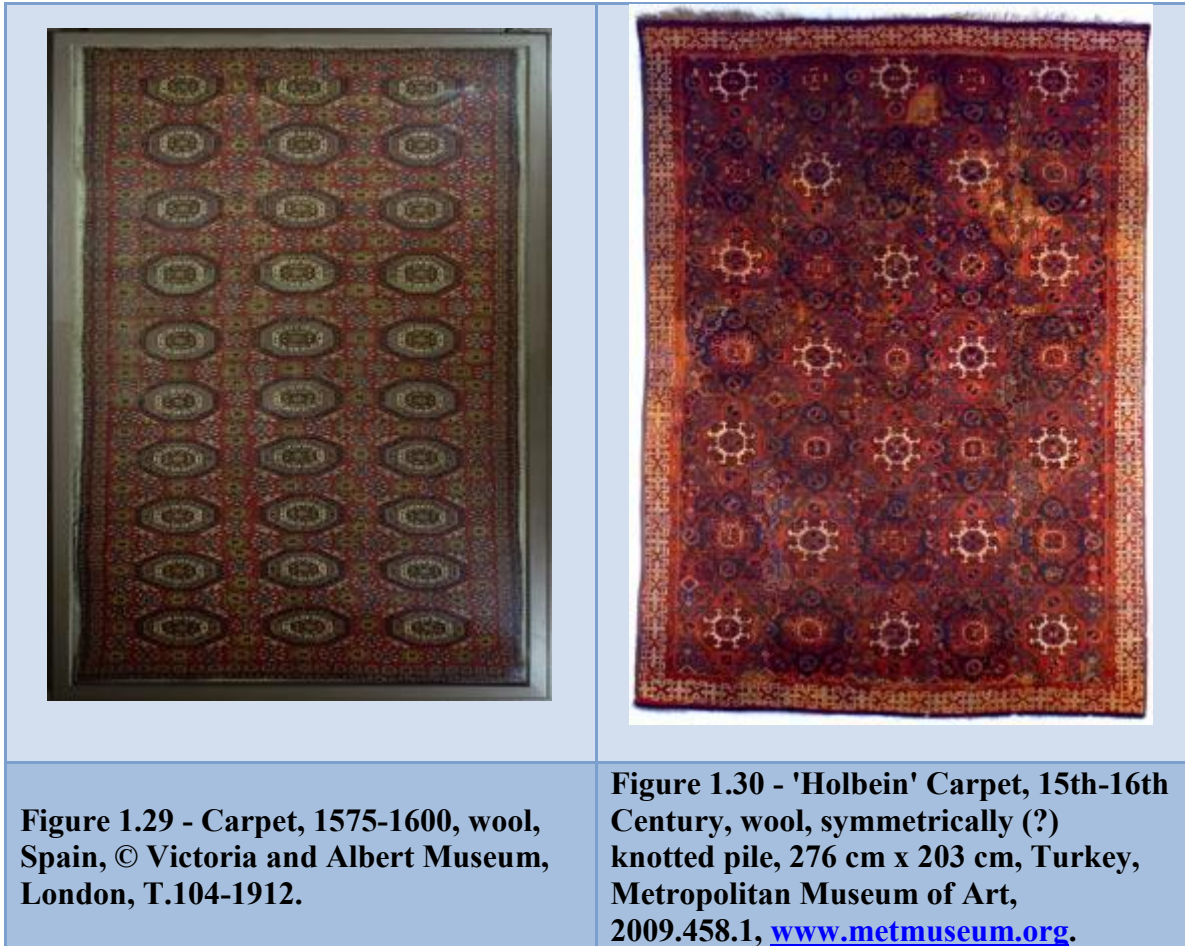 Figure 1.29 - Carpet, 1575-1600, wool,
Spain, © Victoria and Albert Museum,
London, T.104-1912.
Figure 1.30 - 'Holbein' Carpet, 15th-16th
Century, wool, symmetrically (?)
knotted pile, 276 cm x 203 cm, Turkey,
Metropolitan Museum of Art,
2009.458.1, www.metmuseum.org.